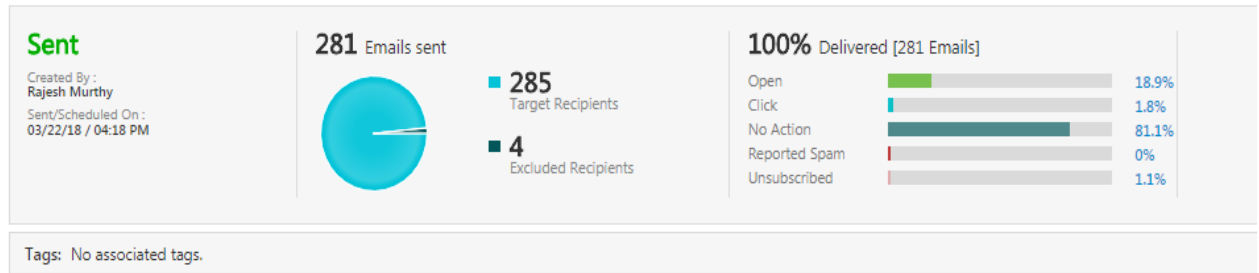 Sent
Created By :
Rajesh Murthy
Sent/Scheduled On :
03/22/18 / 04:18 PM
281 Emails sent
285
Target Recipients
4
Excluded Recipients
100% Delivered [281 Emails]
Open 18.9%
Click 1.8%
No Action 81.1%
Reported Spam 0%
Unsubscribed 1.1%
Tags: No associated tags.